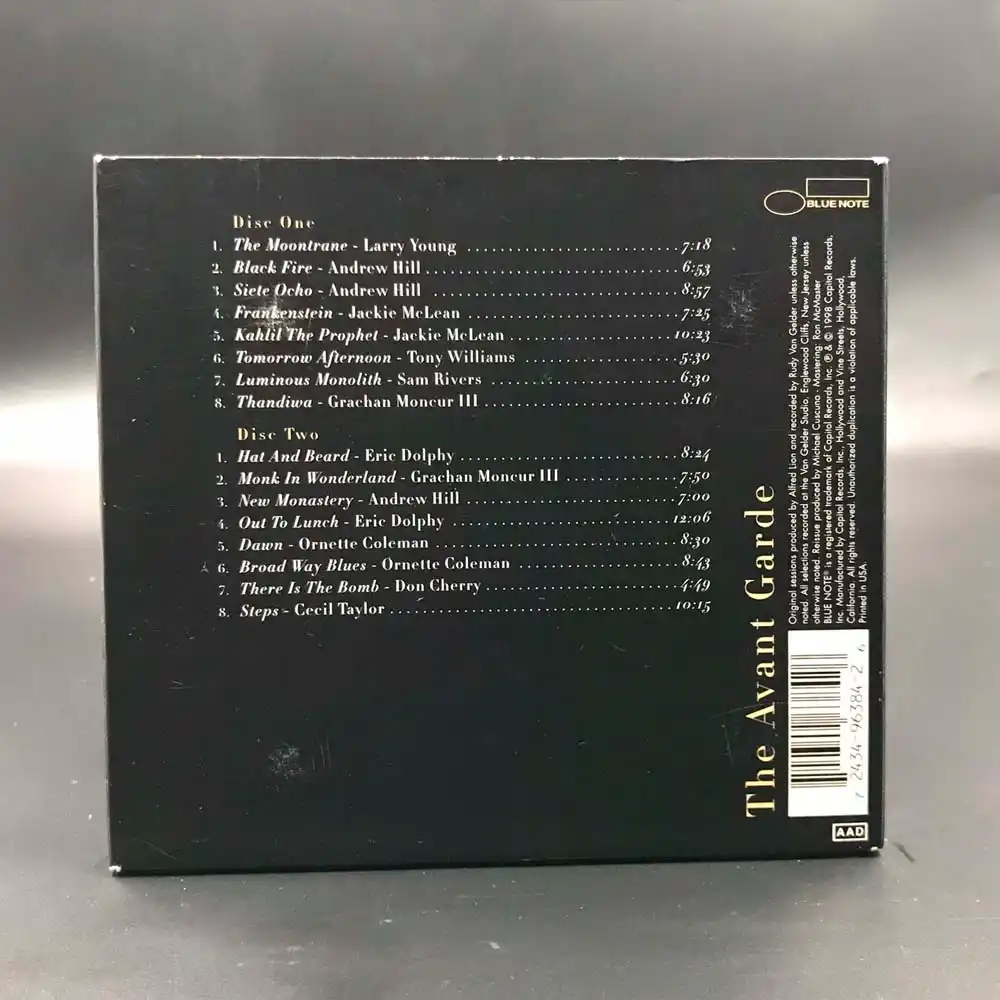 Disc One
1. The Moontrane - Larry Young 7:18
2. Black Fire - Andrew Hill 6:53
3. Siete Ocho - Andrew Hill 8:57
4. Frankenstein - Jackie McLean 7:25
5. Kahlil The Prophet - Jackie McLean 10:23
6. Tomorrow Afternoon - Tony Williams 5:30
7. Luminous Monolith - Sam Rivers 6:30
8. Thandiwa - Grachan Moncur III 8:16
Disc Two
1. Hat And Beard - Eric Dolphy 8:24
2. Monk In Wonderland - Grachan Moncur III 7:50
3. New Monastery - Andrew Hill 7:00
4. Out To Lunch - Eric Dolphy 12:06
5. Dawn - Ornette Coleman 8:30
6. Broad Way Blues - Ornette Coleman 8:43
7. There Is The Bomb - Don Cherry 4:49
8. Steps - Cecil Taylor 10:15
The Avant Garde
BLUE NOTE
Original sessions produced by Alfred Lion and recorded by Rudy Van Gelder unless otherwise
noted. All selections recorded at the Van Gelder Studio, Englewood Cliffs, New Jersey unless
otherwise noted. Reissue produced by Michael Cuscuna - Mastering: Ron McMaster
BLUE NOTE® is a registered trademark of Capitol Records, Inc. ℗ & © 1998 Capitol Records,
Inc. Manufactured by Capitol Records, Inc., Hollywood and Vine Streets, Hollywood,
California. All rights reserved. Unauthorized duplication is a violation of applicable laws.
Printed in USA.
7 2434-96384-2 6
AAD